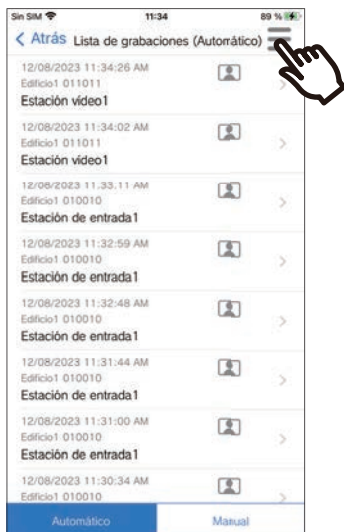 Sin SIM 11:34 89 %
Atrás Lista de grabaciones (Automático)
12/08/2023 11:34:26 AM
Edificio1 011011
Estación vídeo1
12/08/2023 11:34:02 AM
Edificio1 011011
Estación vídeo1
12/08/2023 11:33:11 AM
Edificio1 010010
Estación de entrada1
12/08/2023 11:32:59 AM
Edificio1 010010
Estación de entrada1
12/08/2023 11:32:48 AM
Edificio1 010010
Estación de entrada1
12/08/2023 11:31:44 AM
Edificio1 010010
Estación de entrada1
12/08/2023 11:31:00 AM
Edificio1 010010
Estación de entrada1
12/08/2023 11:30:34 AM
Edificio1 010010
Automático Manual